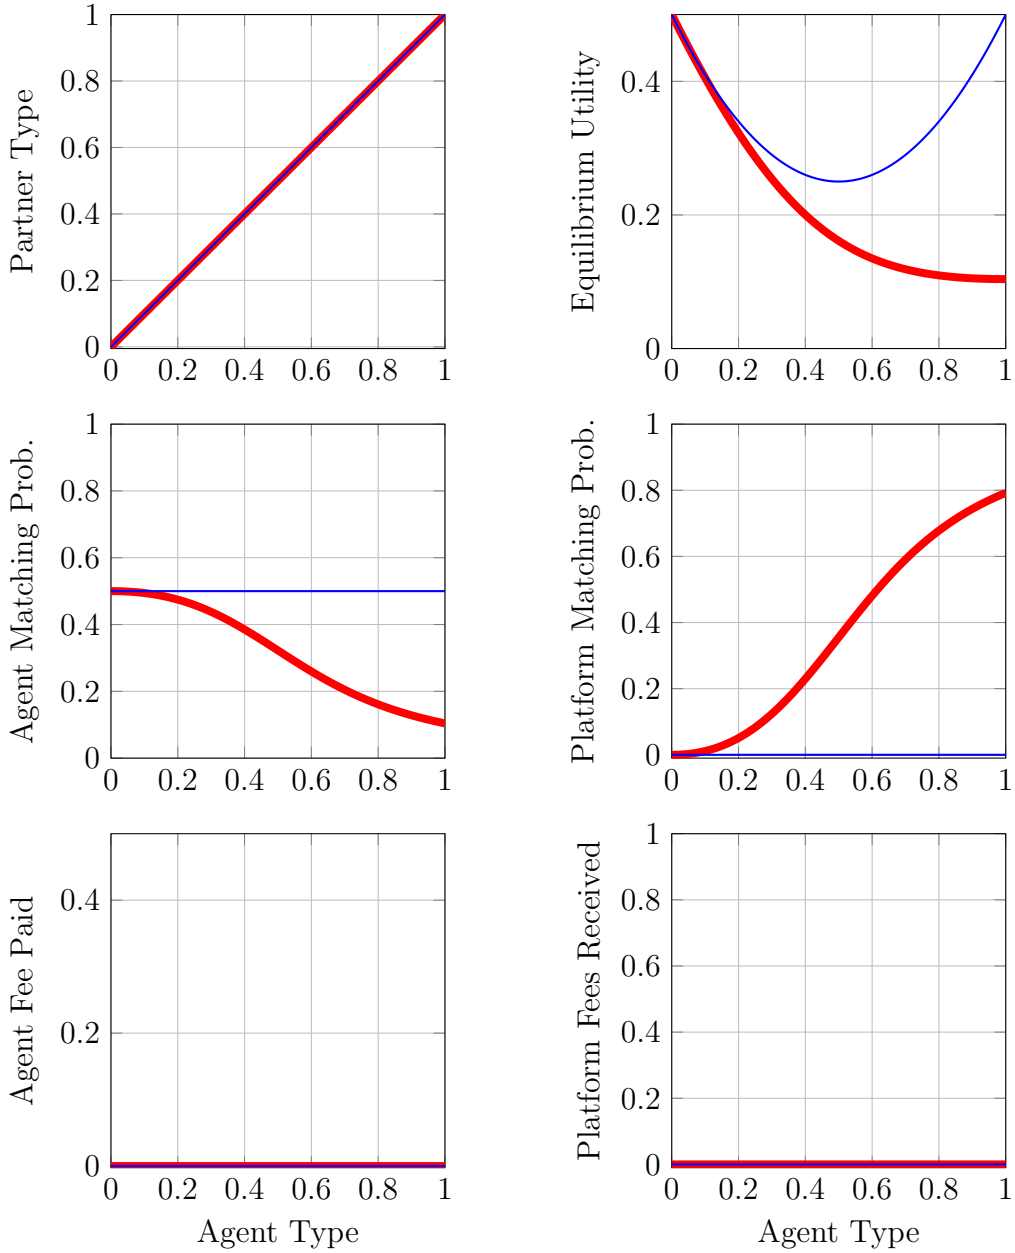 Partner Type
1
0.8
0.6
0.4
0.2
0
0 0.2 0.4 0.6 0.8 1
Equilibrium Utility
0.4
0.2
0
0 0.2 0.4 0.6 0.8 1
Agent Matching Prob.
1
0.8
0.6
0.4
0.2
0
0 0.2 0.4 0.6 0.8 1
Platform Matching Prob.
1
0.8
0.6
0.4
0.2
0
0 0.2 0.4 0.6 0.8 1
Agent Fee Paid
0.4
0.2
0
0 0.2 0.4 0.6 0.8 1
Agent Type
Platform Fees Received
1
0.8
0.6
0.4
0.2
0
0 0.2 0.4 0.6 0.8 1
Agent Type